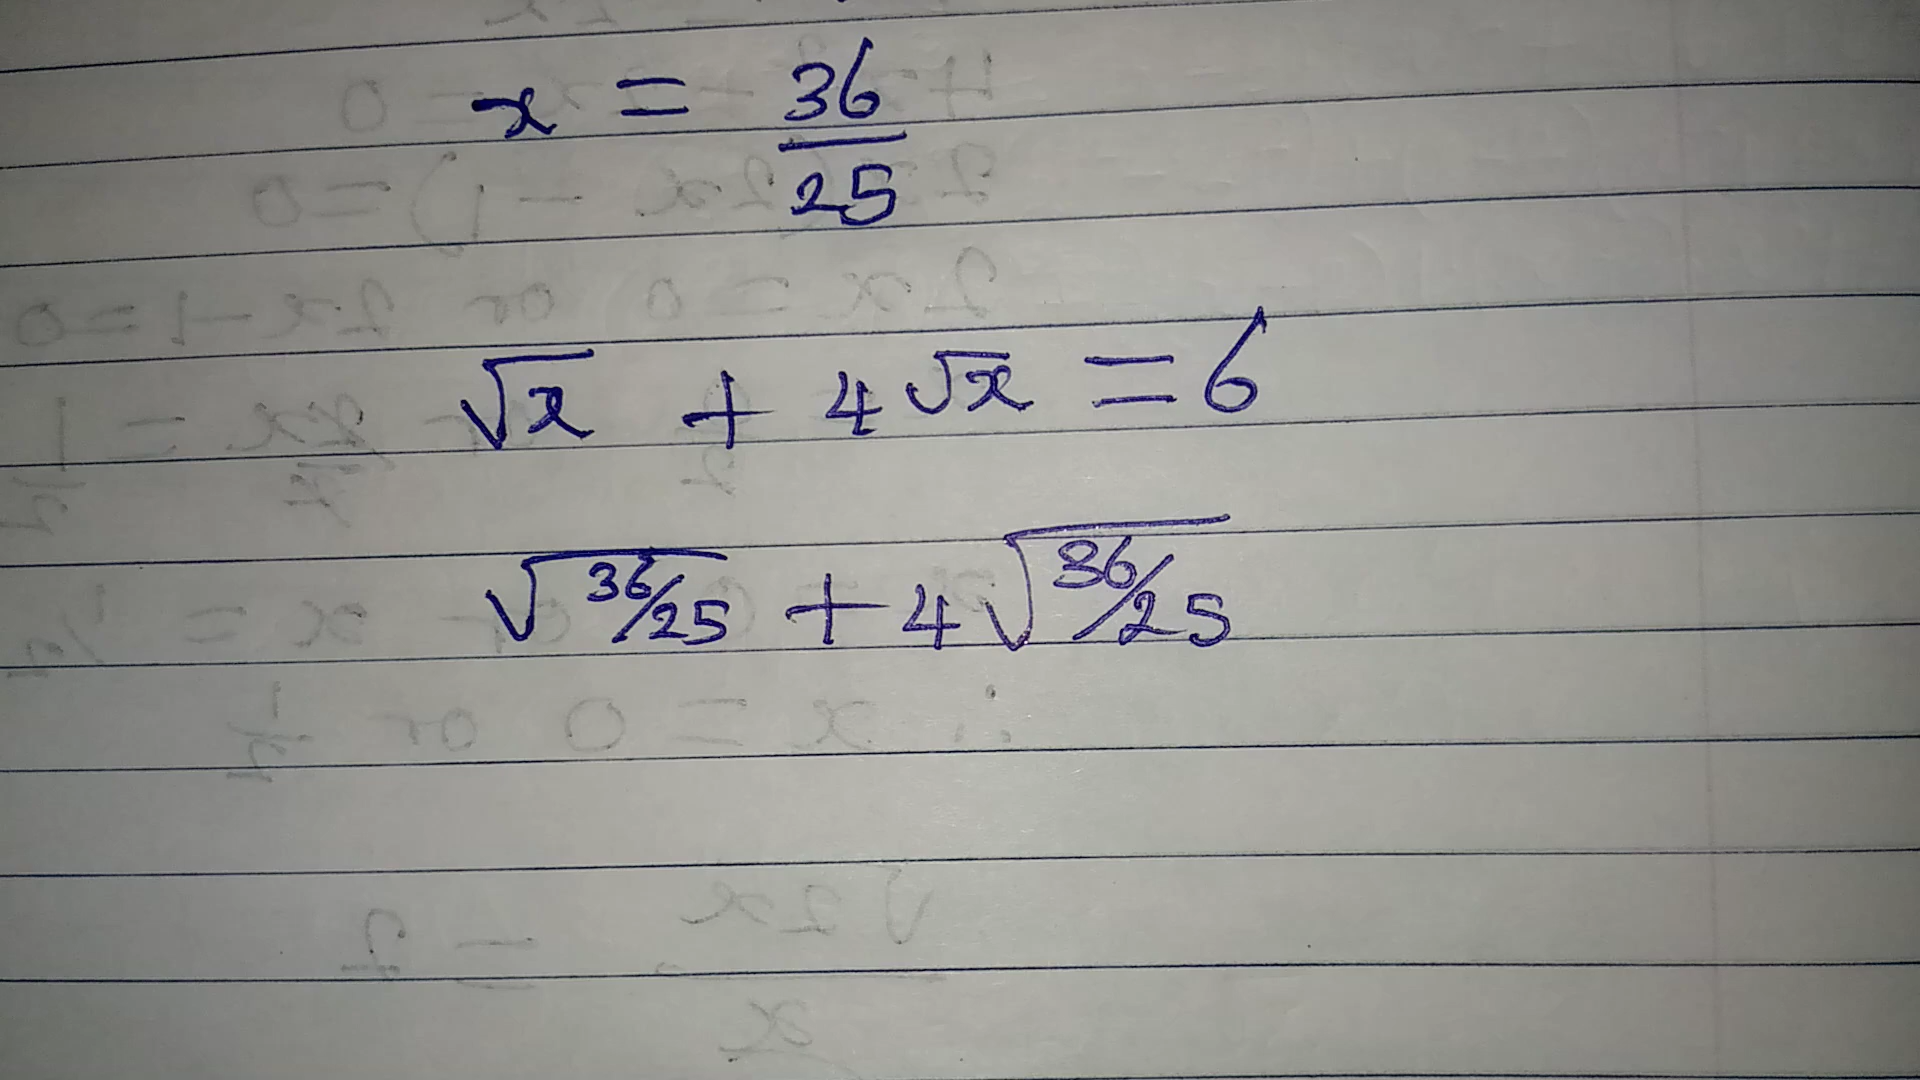 x = 36/25
√x + 4√x = 6
√36/25 + 4√36/25